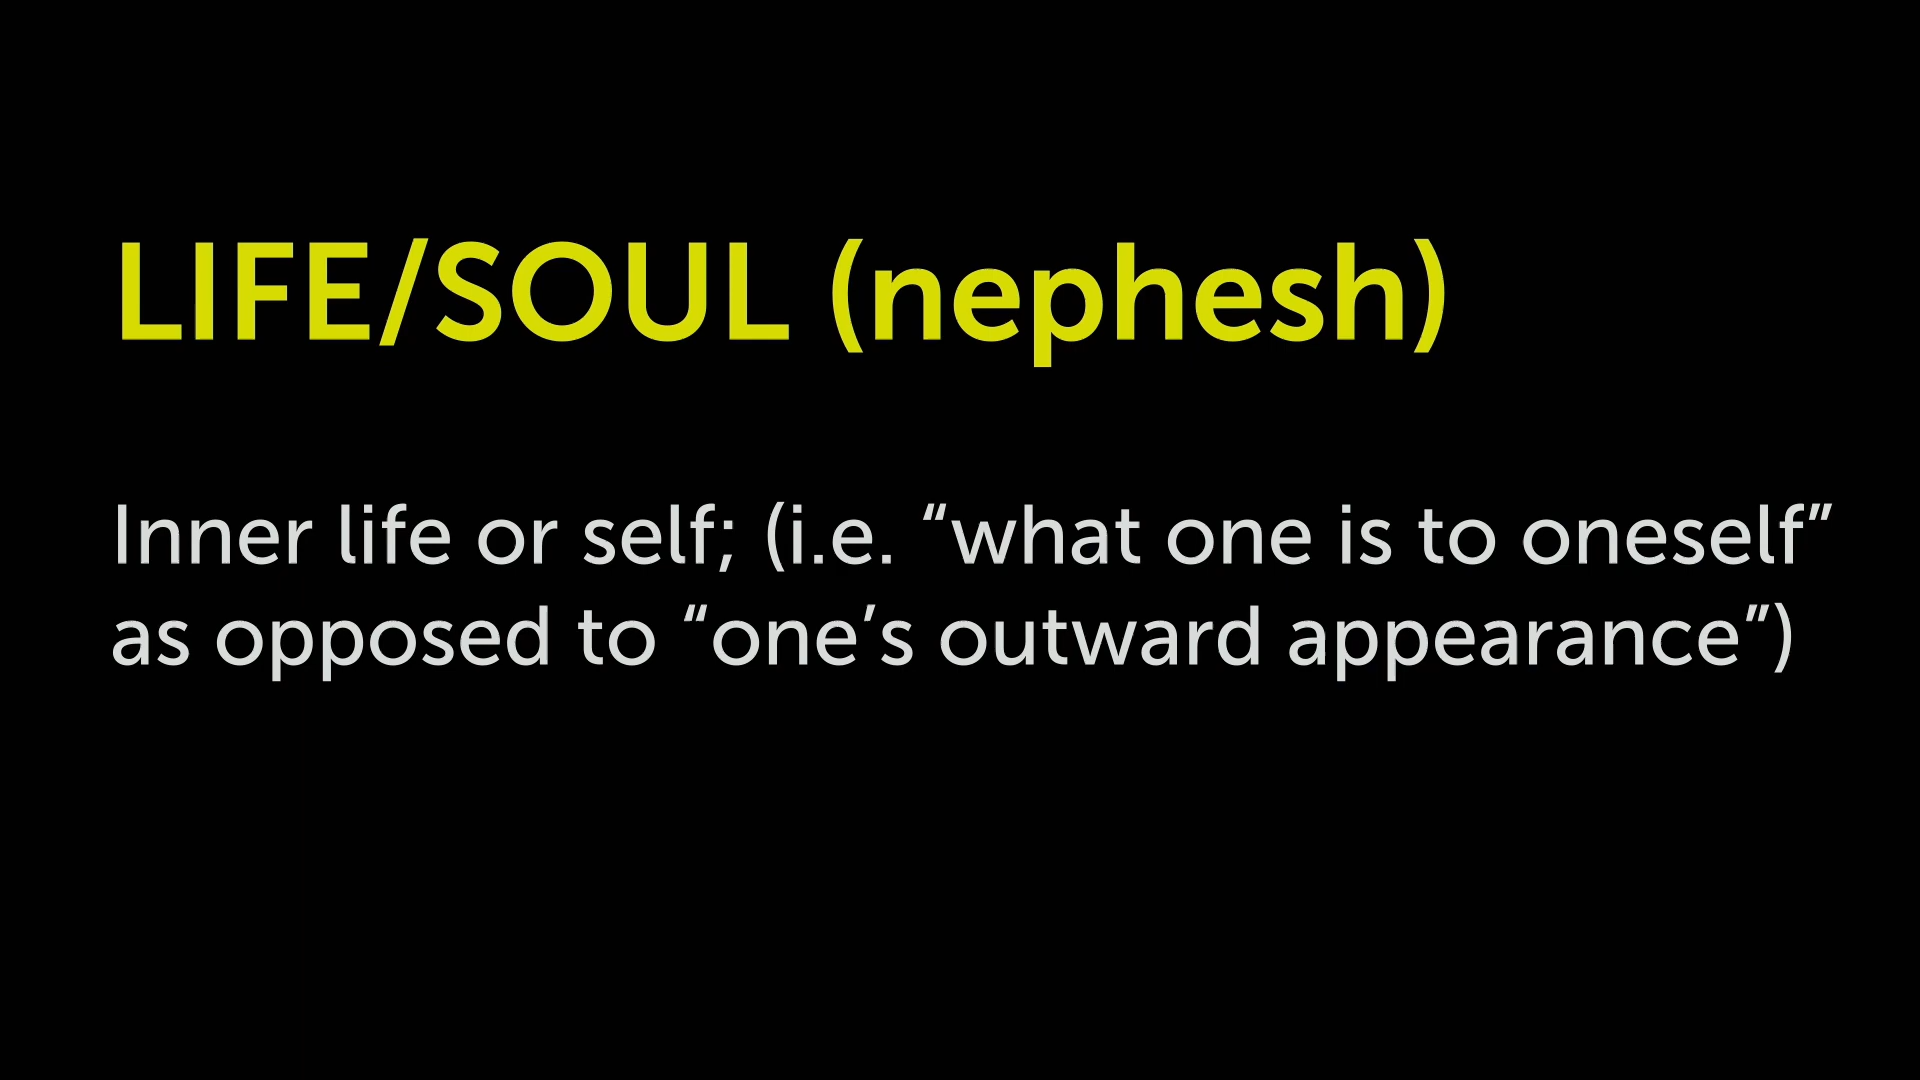 LIFE/SOUL (nephesh)
Inner life or self; (i.e. “what one is to oneself”
as opposed to “one’s outward appearance”)